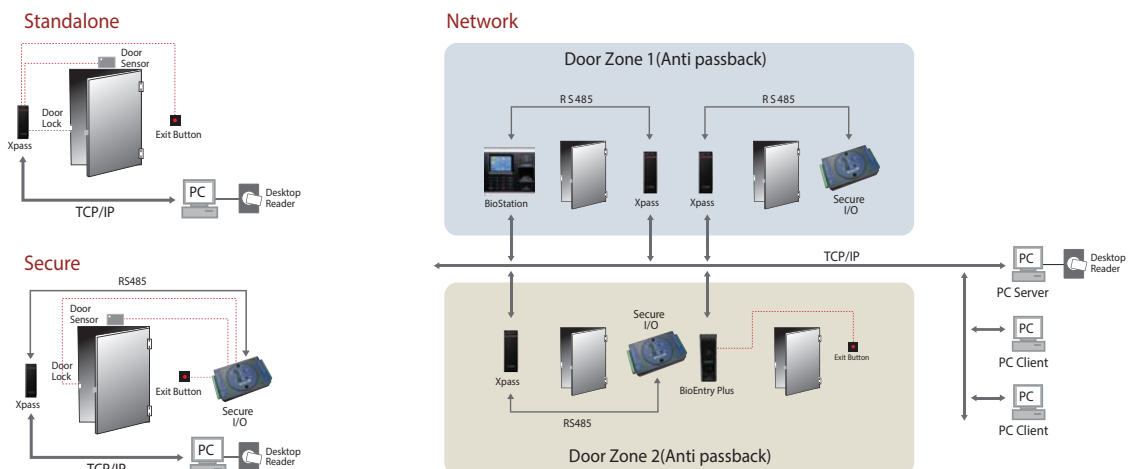 Standalone
Door
Sensor
Door
Lock
Xpass
Exit Button
PC
Desktop
Reader
TCP/IP
Secure
RS485
Door
Sensor
Door
Lock
Xpass
Exit Button
Secure
I/O
PC
Desktop
Reader
TCP/IP
Network
Door Zone 1(Anti passback)
RS485
RS485
BioStation
Xpass
Xpass
Secure
I/O
TCP/IP
PC
Desktop
Reader
PC Server
PC
PC Client
PC
PC Client
Secure
I/O
Xpass
BioEntry Plus
Exit Button
RS485
Door Zone 2(Anti passback)